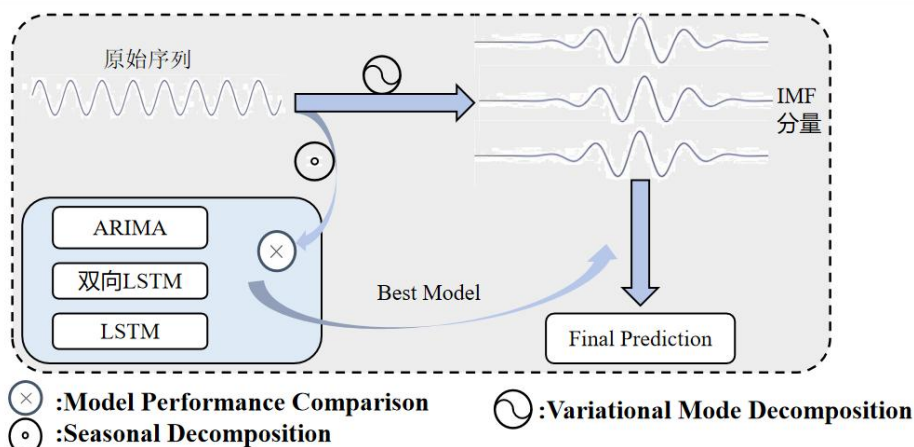 原始序列
IMF
分量
ARIMA
双向LSTM
LSTM
Best Model
Final Prediction
:Model Performance Comparison
:Seasonal Decomposition
:Variational Mode Decomposition